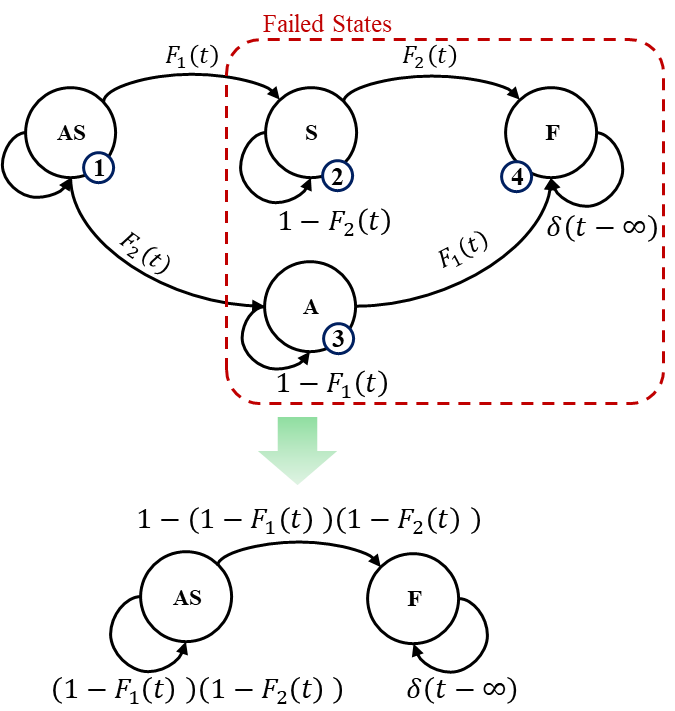 Failed States
F₁(t)
F₂(t)
AS
S
F
1
2
4
1 − F₂(t)
δ(t − ∞)
F₂(t)
F₁(t)
A
3
1 − F₁(t)
1 − (1 − F₁(t) )(1 − F₂(t) )
AS
F
(1 − F₁(t) )(1 − F₂(t) )
δ(t − ∞)